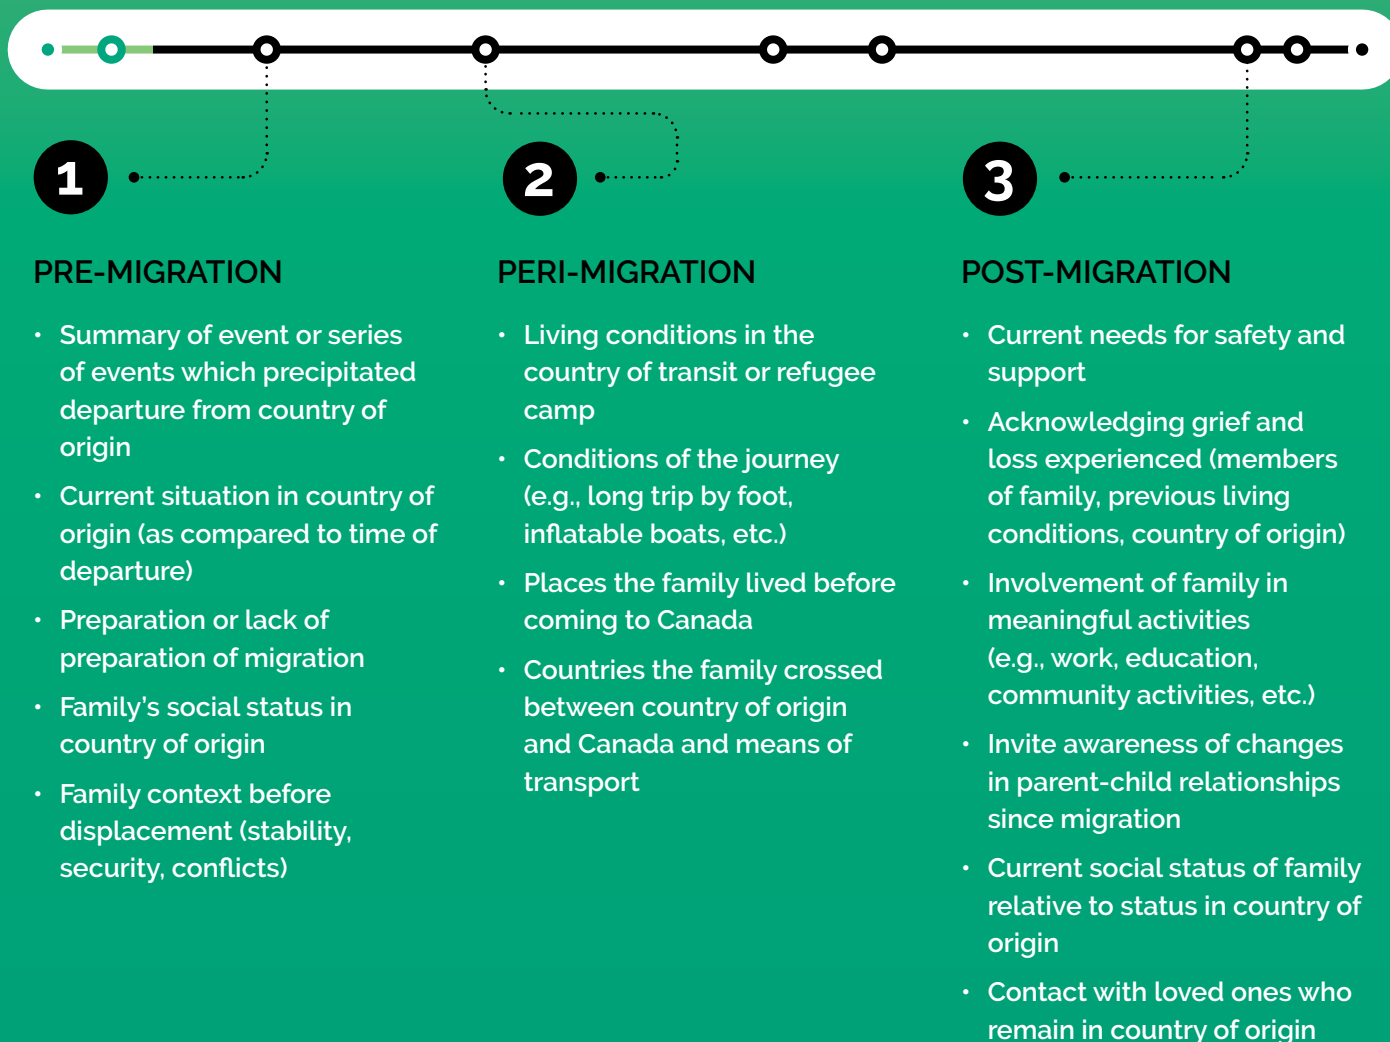 1
PRE-MIGRATION
• Summary of event or series
of events which precipitated
departure from country of
origin
• Current situation in country of
origin (as compared to time of
departure)
• Preparation or lack of
preparation of migration
• Family’s social status in
country of origin
• Family context before
displacement (stability,
security, conflicts)
2
PERI-MIGRATION
• Living conditions in the
country of transit or refugee
camp
• Conditions of the journey
(e.g., long trip by foot,
inflatable boats, etc.)
• Places the family lived before
coming to Canada
• Countries the family crossed
between country of origin
and Canada and means of
transport
3
POST-MIGRATION
• Current needs for safety and
support
• Acknowledging grief and
loss experienced (members
of family, previous living
conditions, country of origin)
• Involvement of family in
meaningful activities
(e.g., work, education,
community activities, etc.)
• Invite awareness of changes
in parent-child relationships
since migration
• Current social status of family
relative to status in country of
origin
• Contact with loved ones who
remain in country of origin